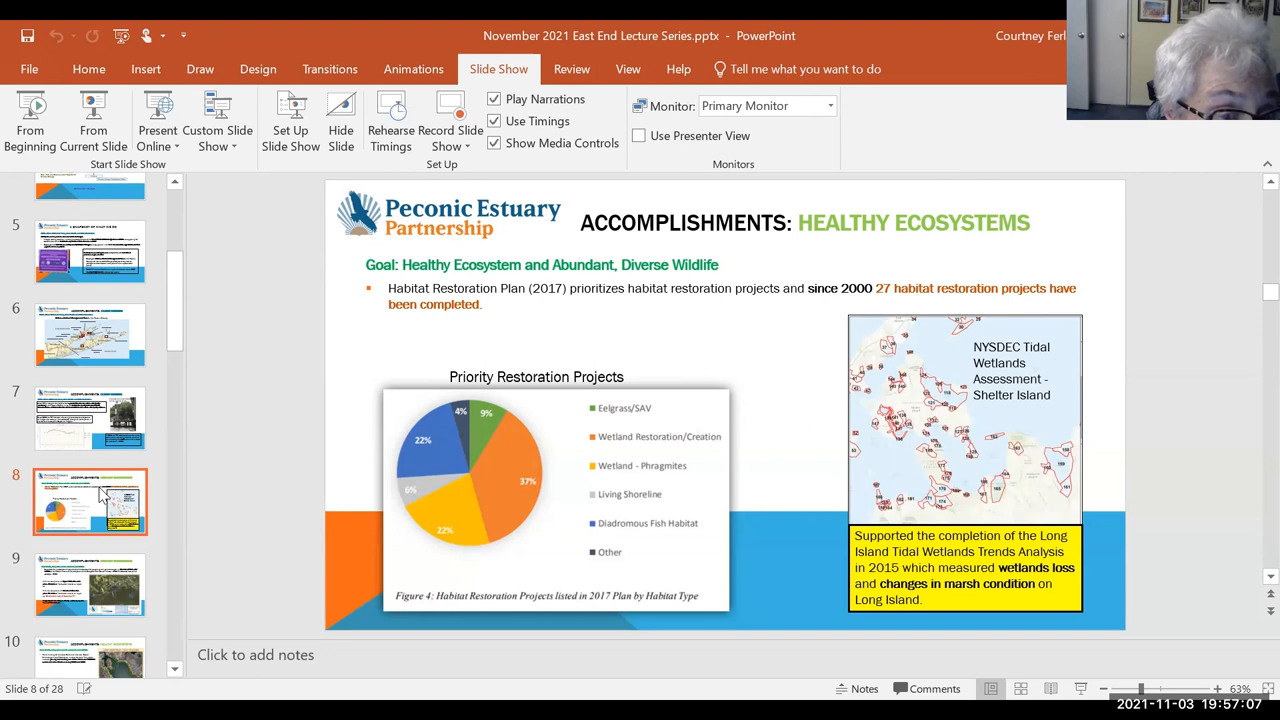 November 2021 East End Lecture Series.pptx - PowerPoint
Courtney Ferl
File
Home
Insert
Draw
Design
Transitions
Animations
Slide Show
Review
View
Help
Tell me what you want to do
From Beginning
From Current Slide
Present Online
Custom Slide Show
Set Up Slide Show
Hide Slide
Rehearse Timings
Record Slide Show
Play Narrations
Use Timings
Show Media Controls
Monitor: Primary Monitor
Use Presenter View
Start Slide Show
Set Up
Monitors
5
6
7
8
9
10
Peconic Estuary
Partnership
ACCOMPLISHMENTS: HEALTHY ECOSYSTEMS
Goal: Healthy Ecosystem and Abundant, Diverse Wildlife
Habitat Restoration Plan (2017) prioritizes habitat restoration projects and since 2000 27 habitat restoration projects have
been completed.
Priority Restoration Projects
4%
9%
22%
37%
6%
22%
Eelgrass/SAV
Wetland Restoration/Creation
Wetland - Phragmites
Living Shoreline
Diadromous Fish Habitat
Other
Figure 4: Habitat Restoration Projects listed in 2017 Plan by Habitat Type
NYSDEC Tidal
Wetlands
Assessment -
Shelter Island
Supported the completion of the Long
Island Tidal Wetlands Trends Analysis
in 2015 which measured wetlands loss
and changes in marsh condition on
Long Island.
Click to add notes
Slide 8 of 28
Notes
Comments
63%
2021-11-03 19:57:07